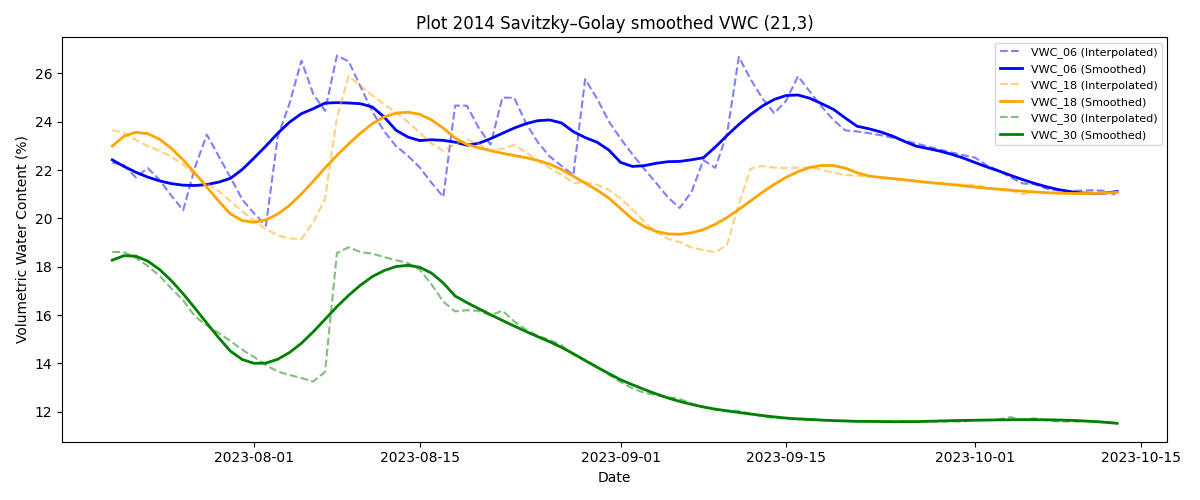 Plot 2014 Savitzky–Golay smoothed VWC (21,3)
VWC_06 (Interpolated)
VWC_06 (Smoothed)
VWC_18 (Interpolated)
VWC_18 (Smoothed)
VWC_30 (Interpolated)
VWC_30 (Smoothed)
Volumetric Water Content (%)
26
24
22
20
18
16
14
12
2023-08-01
2023-08-15
2023-09-01
2023-09-15
2023-10-01
2023-10-15
Date